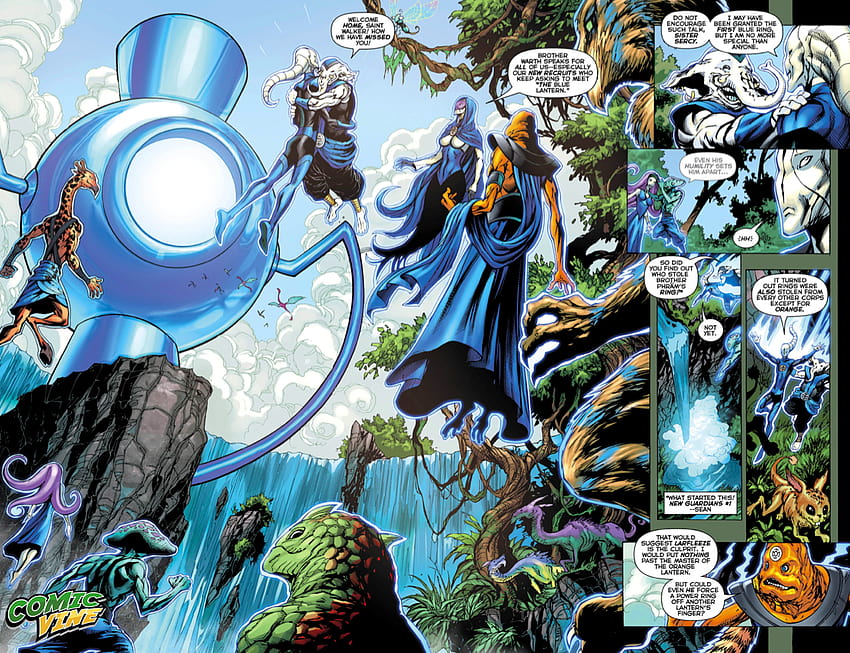 WELCOME
HOME, SAINT
WALKER! HOW
WE HAVE MISSED
YOU!
BROTHER
WARTH SPEAKS FOR
ALL OF US--ESPECIALLY
OUR NEW RECRUITS WHO
KEEP ASKING TO MEET
"THE BLUE
LANTERN."
DO NOT
ENCOURAGE
SUCH TALK,
SISTER
SERCY.
I MAY HAVE
BEEN GRANTED THE
FIRST BLUE RING,
BUT I AM NO MORE
SPECIAL THAN
ANYONE.
EVEN HIS
HUMILITY SETS
HIM APART...
(HH)
SO DID
YOU FIND OUT
WHO STOLE
BROTHER
PHRAM'S
RING?*
NOT
YET.
*WHAT STARTED THIS!
NEW GUARDIANS #1
--SEAN
IT TURNED
OUT RINGS WERE
ALSO STOLEN FROM
EVERY OTHER CORPS
EXCEPT FOR
ORANGE.
THAT WOULD
SUGGEST LARFLEEZE
IS THE CULPRIT. I
WOULD PUT NOTHING
PAST THE MASTER OF
THE ORANGE
LANTERN.
BUT COULD
EVEN HE FORCE
A POWER RING
OFF ANOTHER
LANTERN'S
FINGER?
COMIC
VINE